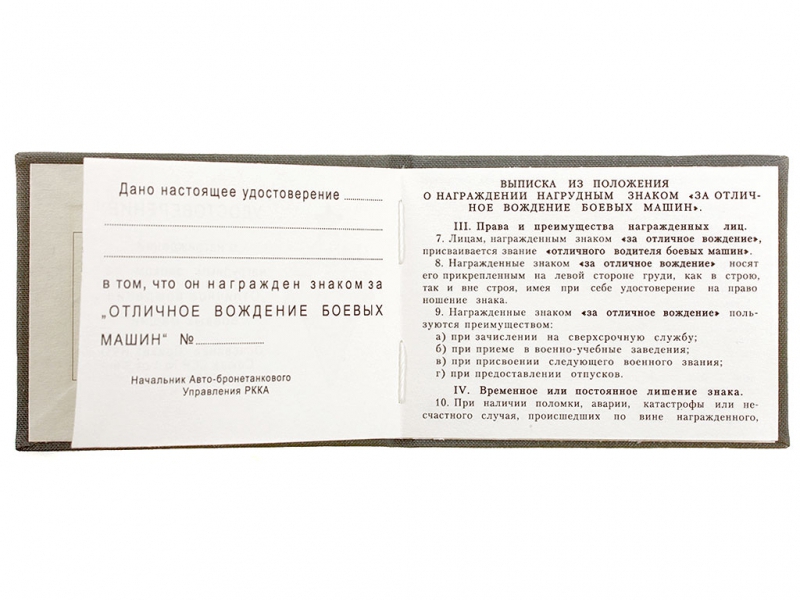 Дано настоящее удостоверение ............
в том, что он награжден знаком за
„ОТЛИЧНОЕ ВОЖДЕНИЕ БОЕВЫХ
МАШИН“ №....................
Начальник Авто-бронетанкового
Управления РККА
ВЫПИСКА ИЗ ПОЛОЖЕНИЯ
О НАГРАЖДЕНИИ НАГРУДНЫМ ЗНАКОМ «ЗА ОТЛИЧ-
НОЕ ВОЖДЕНИЕ БОЕВЫХ МАШИН».
III. Права и преимущества награжденных лиц.
7. Лицам, награжденным знаком «за отличное вождение»,
присваивается звание «отличного водителя боевых машин».
8. Награжденные знаком «за отличное вождение» носят
его прикрепленным на левой стороне груди, как в строю,
так и вне строя, имея при себе удостоверение на право
ношение знака.
9. Награжденные знаком «за отличное вождение» поль-
зуются преимуществом:
а) при зачислении на сверхсрочную службу;
б) при приеме в военно-учебные заведения;
в) при присвоении следующего военного звания;
г) при предоставлении отпусков.
IV. Временное или постоянное лишение знака.
10. При наличии поломки, аварии, катастрофы или не-
счастного случая, происшедших по вине награжденного,